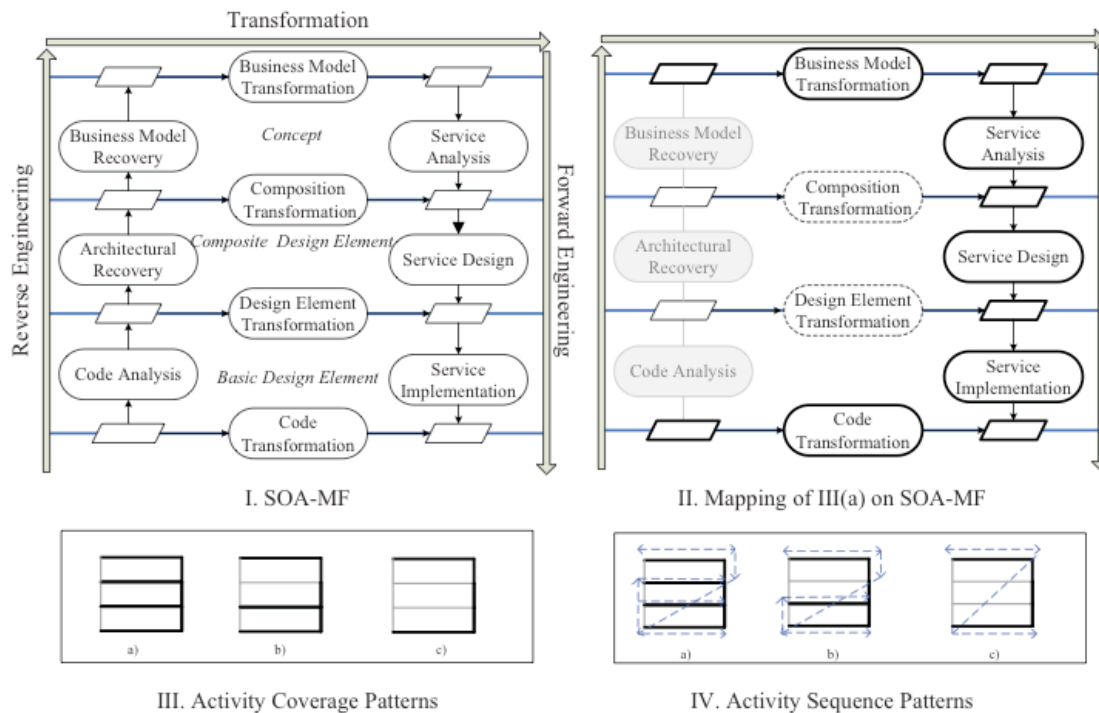 Transformation
Reverse Engineering
Business Model
Transformation
Concept
Business Model
Recovery
Service
Analysis
Composition
Transformation
Composite Design Element
Architectural
Recovery
Service Design
Design Element
Transformation
Code Analysis
Basic Design Element
Service
Implementation
Code
Transformation
Forward Engineering
I. SOA-MF
Business Model
Transformation
Business Model
Recovery
Service
Analysis
Composition
Transformation
Architectural
Recovery
Service Design
Design Element
Transformation
Code Analysis
Service
Implementation
Code
Transformation
II. Mapping of III(a) on SOA-MF
a)
b)
c)
III. Activity Coverage Patterns
a)
b)
c)
IV. Activity Sequence Patterns